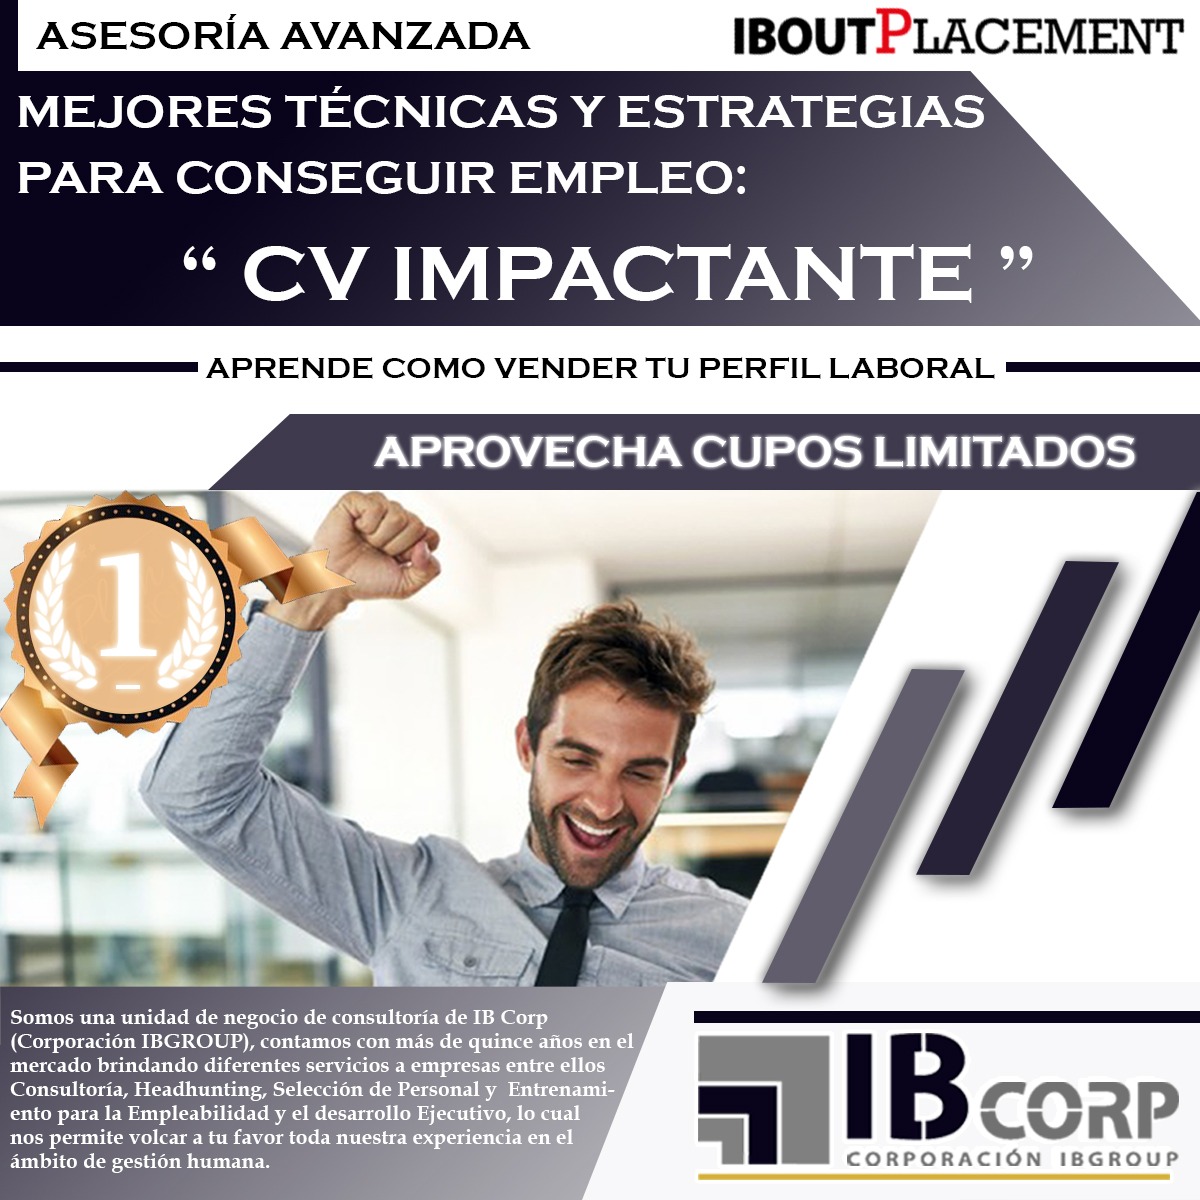 ASESORÍA AVANZADA
IBOUTPLACEMENT
MEJORES TÉCNICAS Y ESTRATEGIAS
PARA CONSEGUIR EMPLEO:
“ CV IMPACTANTE ”
APRENDE COMO VENDER TU PERFIL LABORAL
APROVECHA CUPOS LIMITADOS
1
Somos una unidad de negocio de consultoría de IB Corp
(Corporación IBGROUP), contamos con más de quince años en el
mercado brindando diferentes servicios a empresas entre ellos
Consultoría, Headhunting, Selección de Personal y Entrenami-
ento para la Empleabilidad y el desarrollo Ejecutivo, lo cual
nos permite volcar a tu favor toda nuestra experiencia en el
ámbito de gestión humana.
IB CORP
CORPORACIÓN IBGROUP